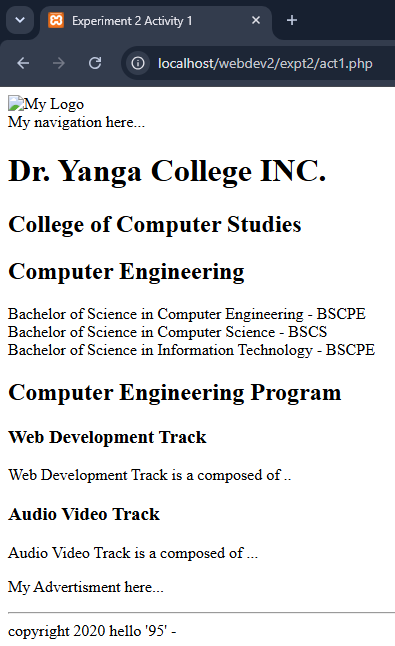 Experiment 2 Activity 1
localhost/webdev2/expt2/act1.php
My Logo
My navigation here...
Dr. Yanga College INC.
College of Computer Studies
Computer Engineering
Bachelor of Science in Computer Engineering - BSCPE
Bachelor of Science in Computer Science - BSCS
Bachelor of Science in Information Technology - BSCPE
Computer Engineering Program
Web Development Track
Web Development Track is a composed of ..
Audio Video Track
Audio Video Track is a composed of ...
My Advertisment here...
copyright 2020 hello '95' -